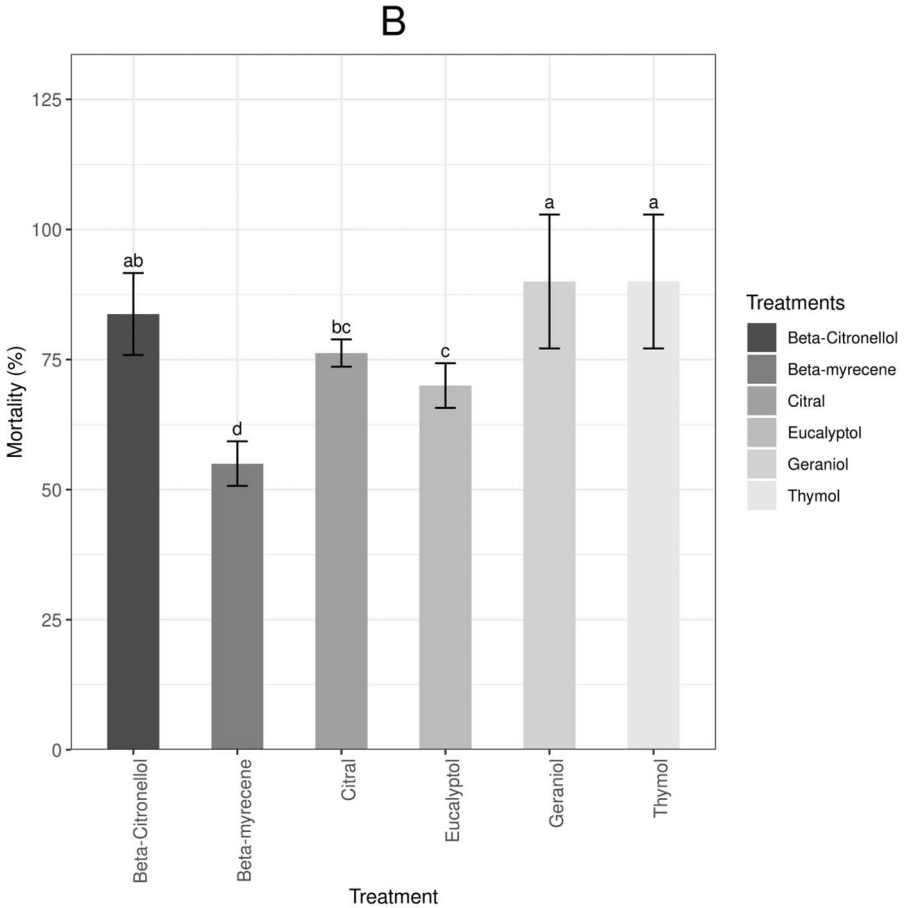 B
Mortality (%)
125
100
75
50
25
0
ab
d
bc
c
a
a
Beta-Citronellol
Beta-myrecene
Citral
Eucalyptol
Geraniol
Thymol
Treatment
Treatments
Beta-Citronellol
Beta-myrecene
Citral
Eucalyptol
Geraniol
Thymol